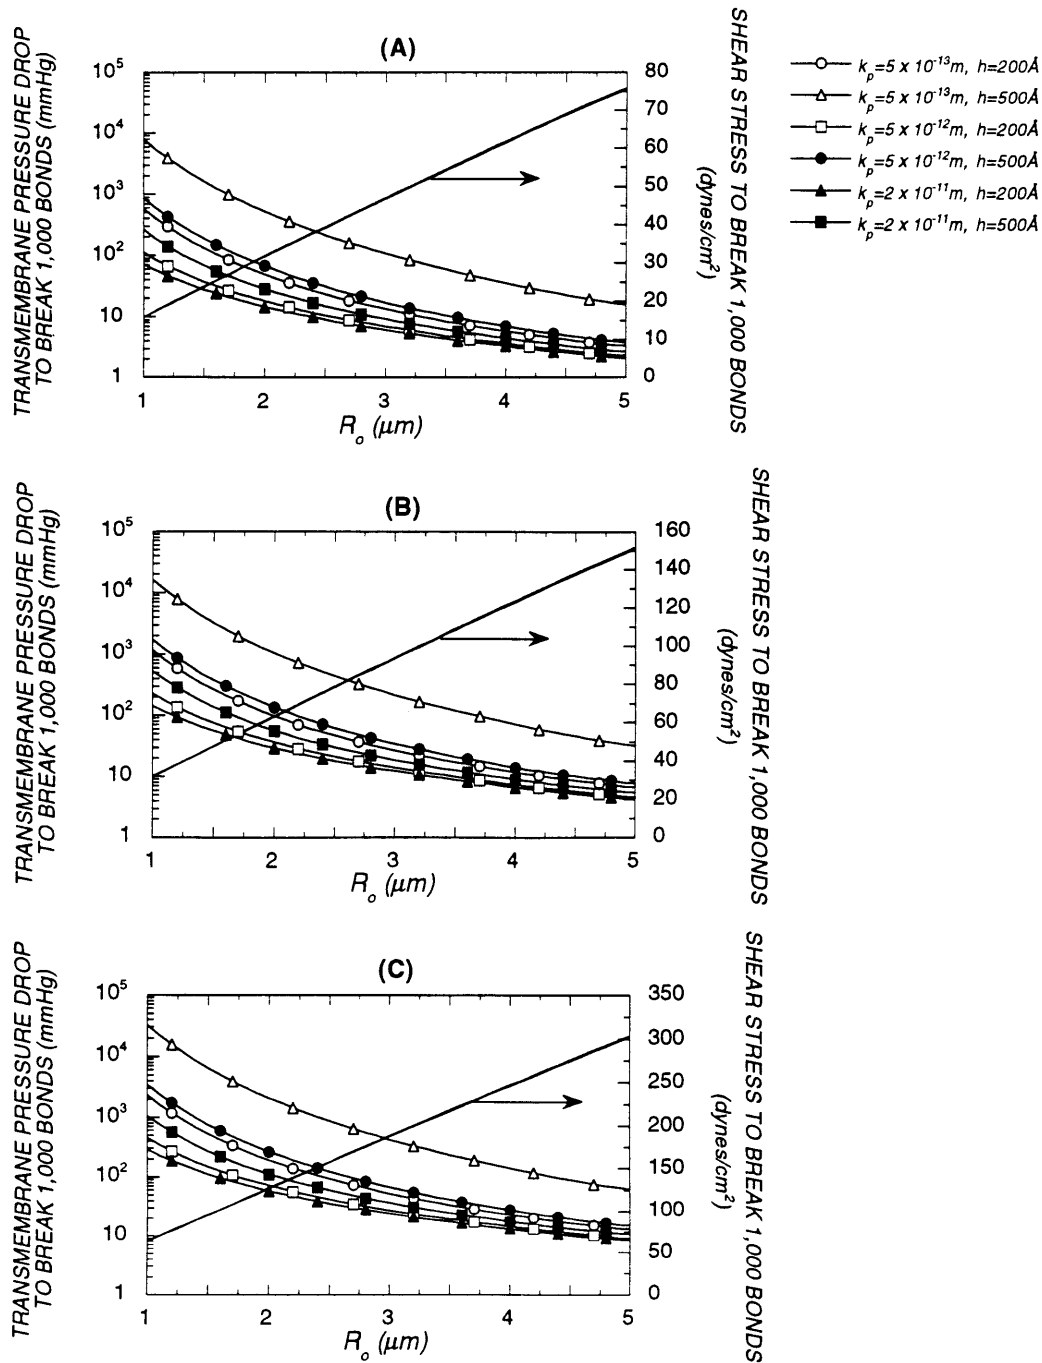 (A)
TRANSMEMBRANE PRESSURE DROP
TO BREAK 1,000 BONDS (mmHg)
10^5
10^4
10^3
10^2
10
1
1 2 3 4 5
R_o (μm)
80
70
60
50
40
30
20
10
0
SHEAR STRESS TO BREAK 1,000 BONDS
(dynes/cm^2)
k_p=5 x 10^-13m, h=200Å
k_p=5 x 10^-13m, h=500Å
k_p=5 x 10^-12m, h=200Å
k_p=5 x 10^-12m, h=500Å
k_p=2 x 10^-11m, h=200Å
k_p=2 x 10^-11m, h=500Å
(B)
TRANSMEMBRANE PRESSURE DROP
TO BREAK 1,000 BONDS (mmHg)
10^5
10^4
10^3
10^2
10
1
1 2 3 4 5
R_o (μm)
160
140
120
100
80
60
40
20
0
SHEAR STRESS TO BREAK 1,000 BONDS
(dynes/cm^2)
(C)
TRANSMEMBRANE PRESSURE DROP
TO BREAK 1,000 BONDS (mmHg)
10^5
10^4
10^3
10^2
10
1
1 2 3 4 5
R_o (μm)
350
300
250
200
150
100
50
0
SHEAR STRESS TO BREAK 1,000 BONDS
(dynes/cm^2)